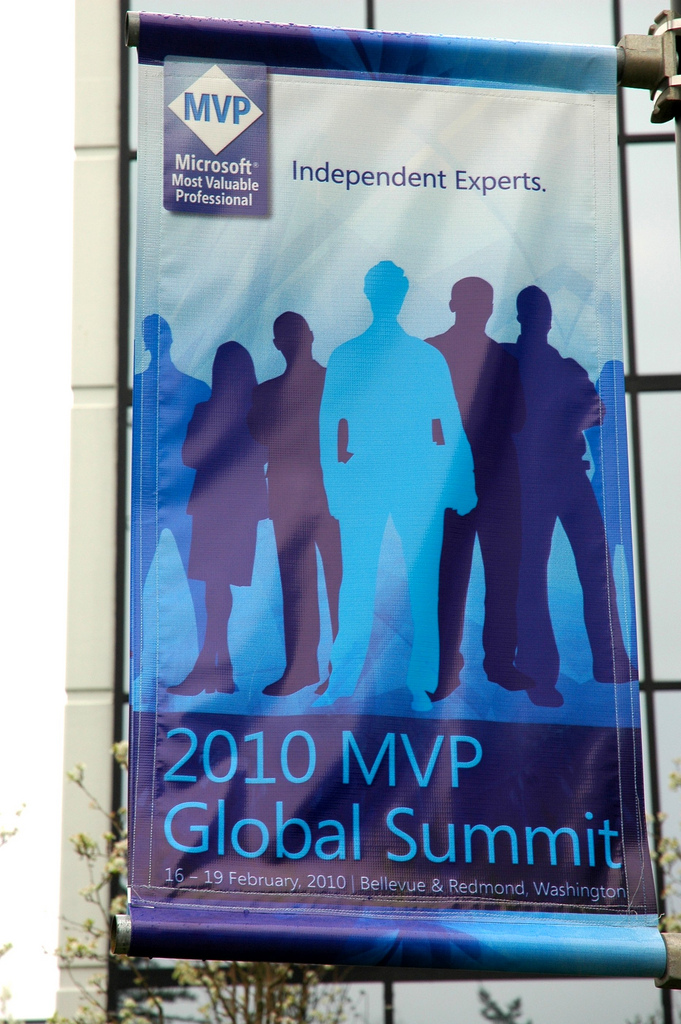 MVP
Microsoft®
Most Valuable
Professional
Independent Experts.
2010 MVP
Global Summit
16 – 19 February, 2010 | Bellevue & Redmond, Washington